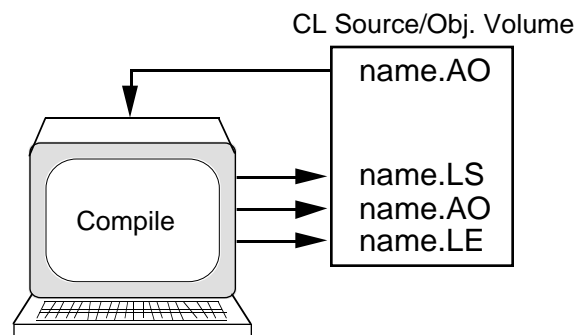 CL Source/Obj. Volume
name.AO
name.LS
Compile
name.AO
name.LE